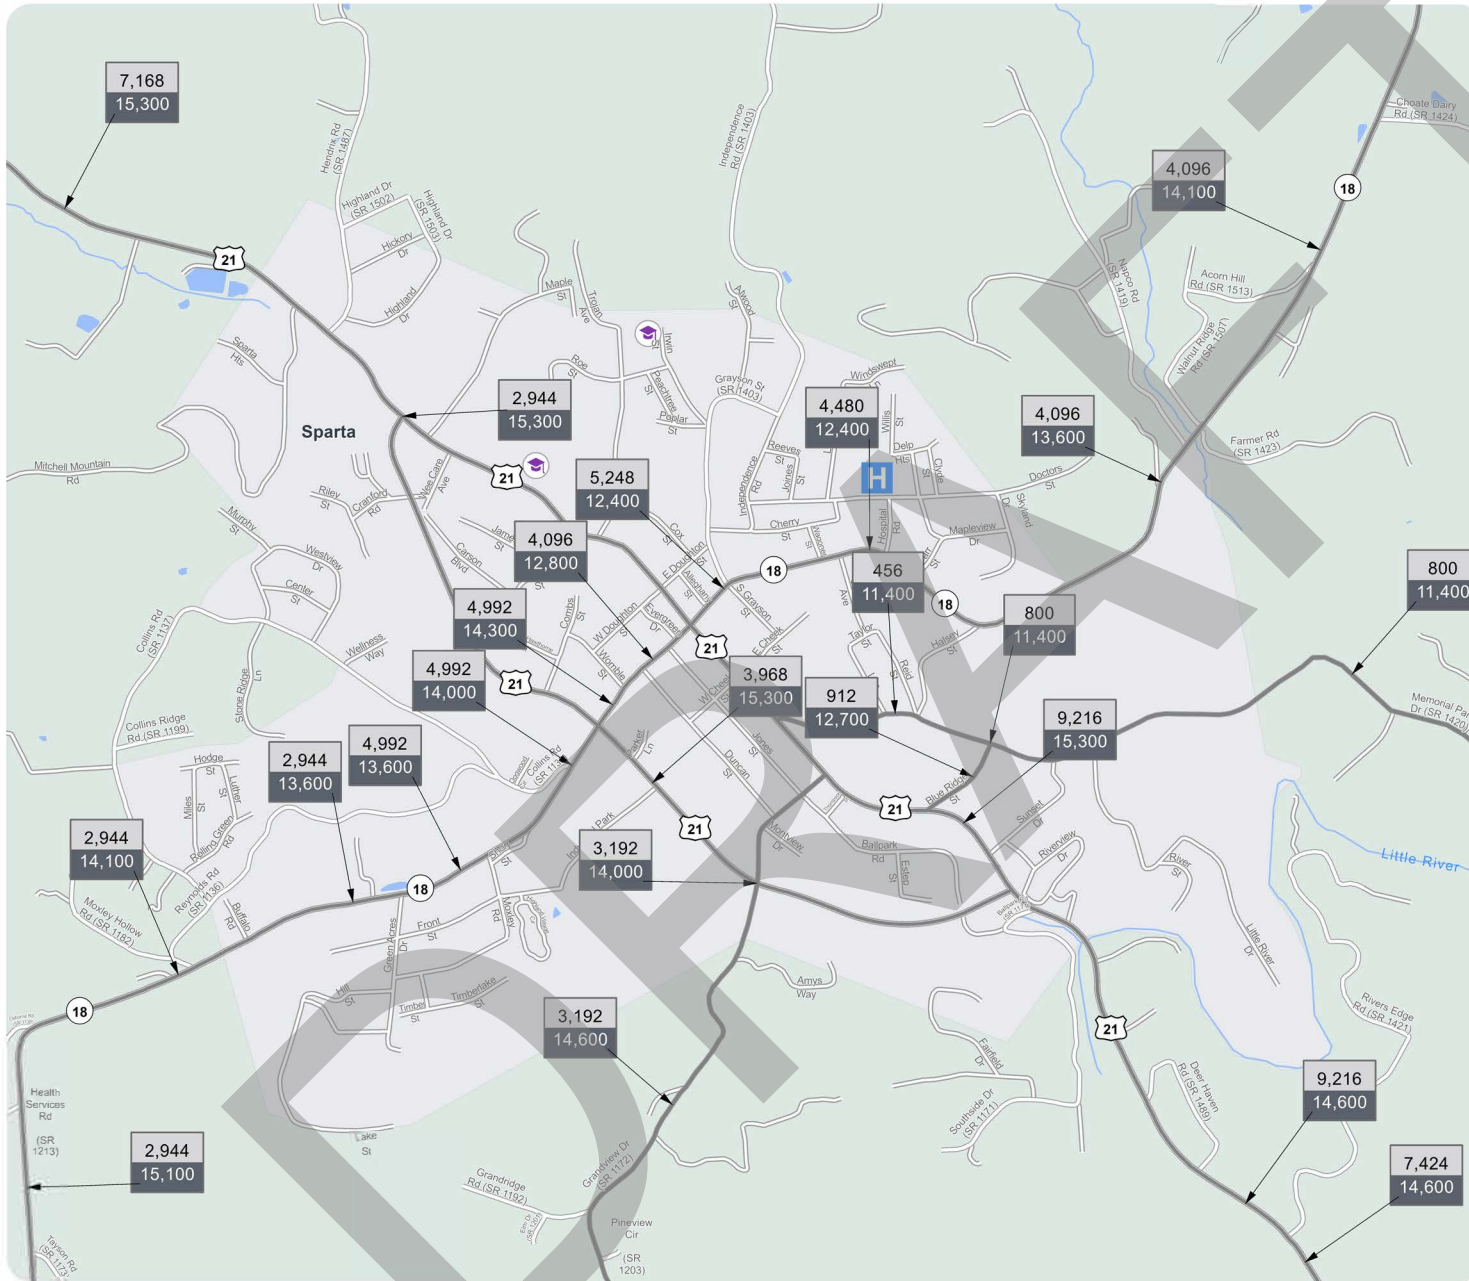 7,168
15,300
21
Hendrix Rd
(SR 1487)
Highland Dr
(SR 1502)
Highland Dr
(SR 1503)
Hickory
Dr
Highland
Dr
Independence
Rd (SR 1403)
4,096
14,100
18
Choate Dairy
Rd (SR 1424)
Napco Rd
(SR 1419)
Acorn Hill
Rd (SR 1513)
Walnut Ridge
Rd (SR 1507)
Maple
St
Trojan
Ave
Atwood
St
Irwin
St
Sparta
Hts
Roe
St
Peachtree
St
Poplar
St
Grayson St
(SR 1403)
Windswept
Ln
Willis
St
2,944
15,300
4,480
12,400
4,096
13,600
Farmer Rd
(SR 1423)
Sparta
Mitchell Mountain
Rd
Wee Care
Ave
21
5,248
12,400
Reeves
St
Joines
St
Independence
Rd
Delp
Hts
Clyde
St
H
Doctors
St
Skyland
Dr
Riley
St
Cranford
Rd
Murphy
St
Westview
Dr
Center
St
Carson
Blvd
4,096
12,800
Cox
St
E Doughton
St
Alleghany
Cherry
St
Hospital
Rd
Mapleview
Dr
18
456
11,400
18
800
11,400
800
11,400
Collins Rd
(SR 1137)
4,992
14,300
Combs
St
W Doughton
St
Evergreen
Dr
S Grayson
St
E Cheek
St
Ave
Taylor
St
Reid
St
Halsey
St
Wellness
Way
Stone Ridge
Ln
4,992
14,000
21
Womble
St
21
3,968
15,300
912
12,700
9,216
15,300
Memorial Par
Dr (SR 1420)
Collins Ridge
Rd (SR 1199)
Hodge
St
Miles
St
Luther
St
2,944
13,600
4,992
13,600
Collins Rd
Parker
Ln
Jones
St
Duncan
St
Blue Ridge
St
21
Sunset
Dr
Riverview
Dr
River
St
Little River
2,944
14,100
Rolling Green
Rd
Reynolds Rd
(SR 1136)
Moxley Hollow
Rd (SR 1182)
Buffalo
Rd
18
Park
21
3,192
14,000
Montview
Dr
Ballpark
Rd
Estep
St
Little River
Dr
Moxley
Rd
Front
St
Green Acres
Dr
Hill
St
Timber
St
Timberlake
St
Amys
Way
18
3,192
14,600
21
Rivers Edge
Rd (SR 1421)
Fairfield
Dr
Southside Dr
(SR 1171)
Deer Haven
Rd (SR 1489)
9,216
14,600
Health
Services
Rd
(SR
1213)
Lake
St
2,944
15,100
Grandview Dr
(SR 1172)
Grandridge
Rd (SR 1192)
7,424
14,600
Pineview
Cir
(SR
1203)
Tayson Rd
(SR 1173)
DRAFT